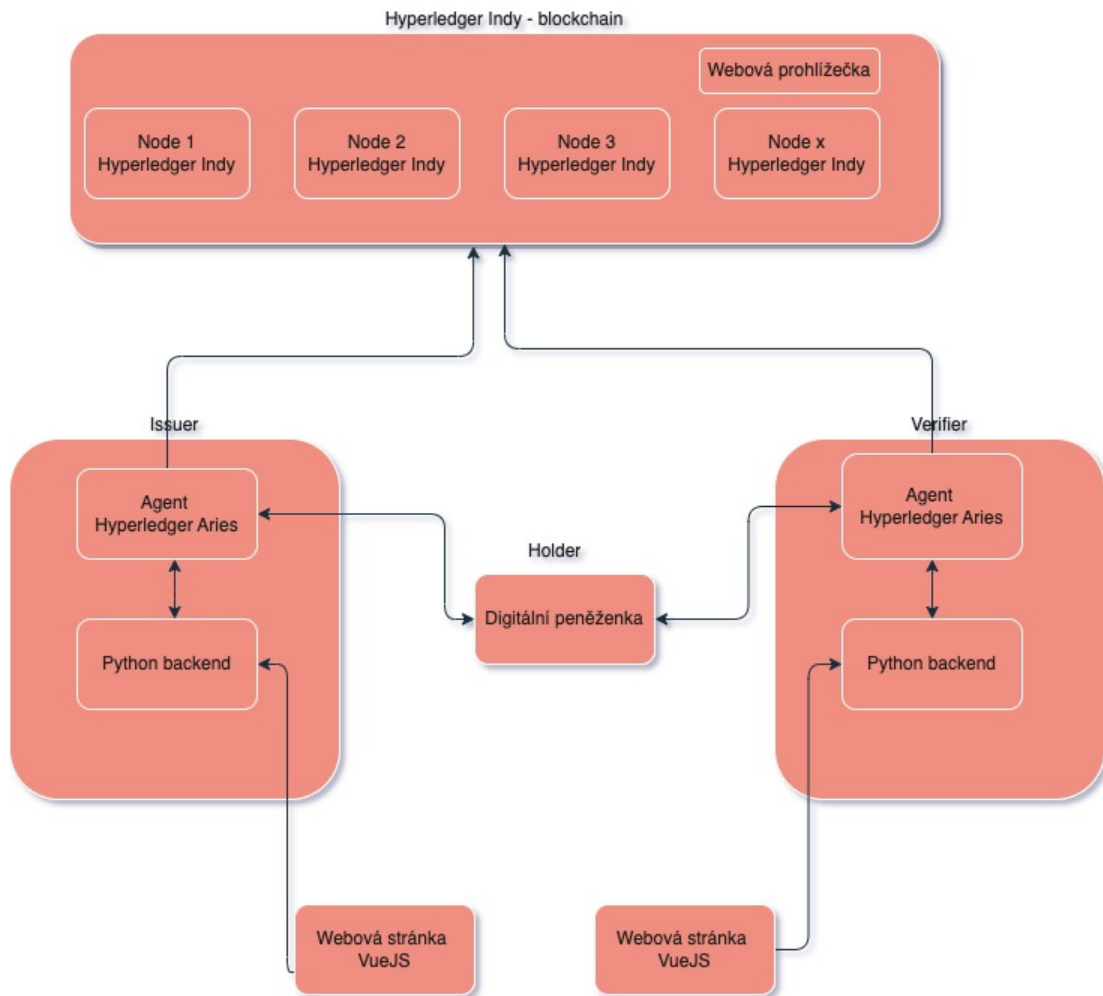 Hyperledger Indy - blockchain
Webová prohlížečka
Node 1
Hyperledger Indy
Node 2
Hyperledger Indy
Node 3
Hyperledger Indy
Node x
Hyperledger Indy
Issuer
Agent
Hyperledger Aries
Python backend
Holder
Digitální peněženka
Verifier
Agent
Hyperledger Aries
Python backend
Webová stránka
VueJS
Webová stránka
VueJS